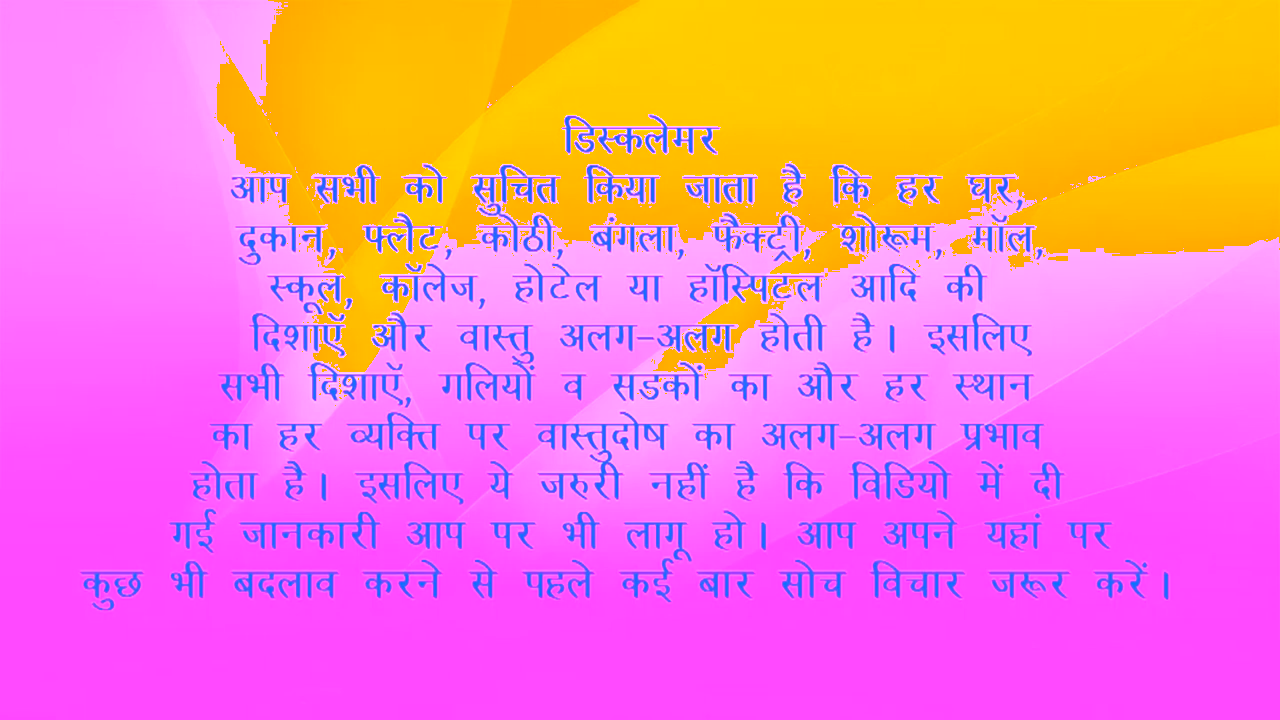 डिस्कलेमर
आप सभी को सुचित किया जाता है कि हर घर,
दुकान, फ्लैट, कोठी, बंगला, फैक्ट्री, शोरूम, मॉल,
स्कूल, कॉलेज, होटेल या हॉस्पिटल आदि की
दिशाऍ और वास्तु अलग-अलग होती है। इसलिए
सभी दिशाऍ, गलियों व सडकों का और हर स्थान
का हर व्यक्ति पर वास्तुदोष का अलग-अलग प्रभाव
होता है। इसलिए ये जरुरी नहीं है कि विडियो में दी
गई जानकारी आप पर भी लागू हो। आप अपने यहां पर
कुछ भी बदलाव करने से पहले कई बार सोच विचार जरूर करें।